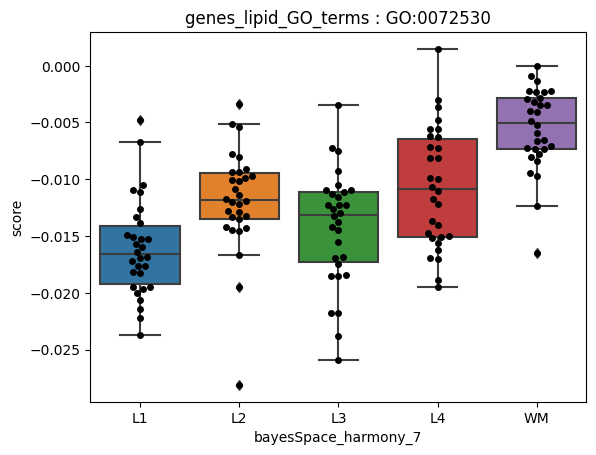 genes_lipid_GO_terms : GO:0072530
0.000
−0.005
−0.010
−0.015
−0.020
−0.025
score
L1 L2 L3 L4 WM
bayesSpace_harmony_7